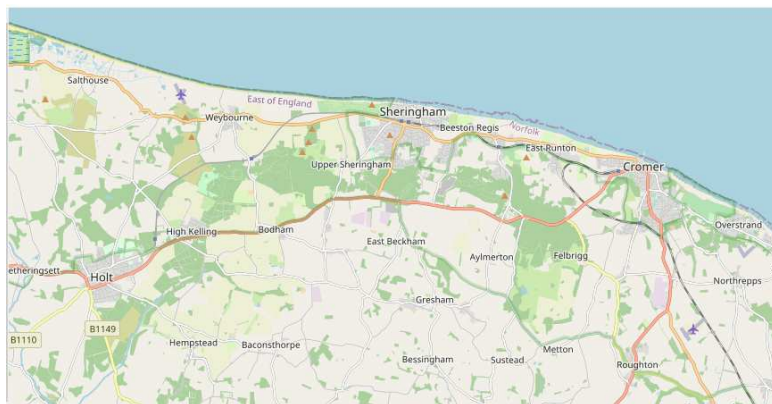 Salthouse
East of England
Weybourne
Sheringham
Beeston Regis
Norfolk
East Runton
Upper Sheringham
Cromer
High Kelling
Bodham
East Beckham
Overstrand
Aylmerton
Felbrigg
etheringsett
Holt
Northrepps
Gresham
B1149
B1110
Hempstead
Baconsthorpe
Metton
Bessingham
Sustead
Roughton